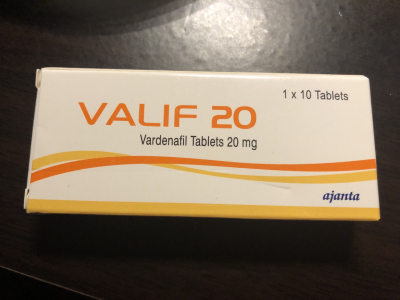 1 x 10 Tablets
VALIF 20
Vardenafil Tablets 20 mg
ajanta